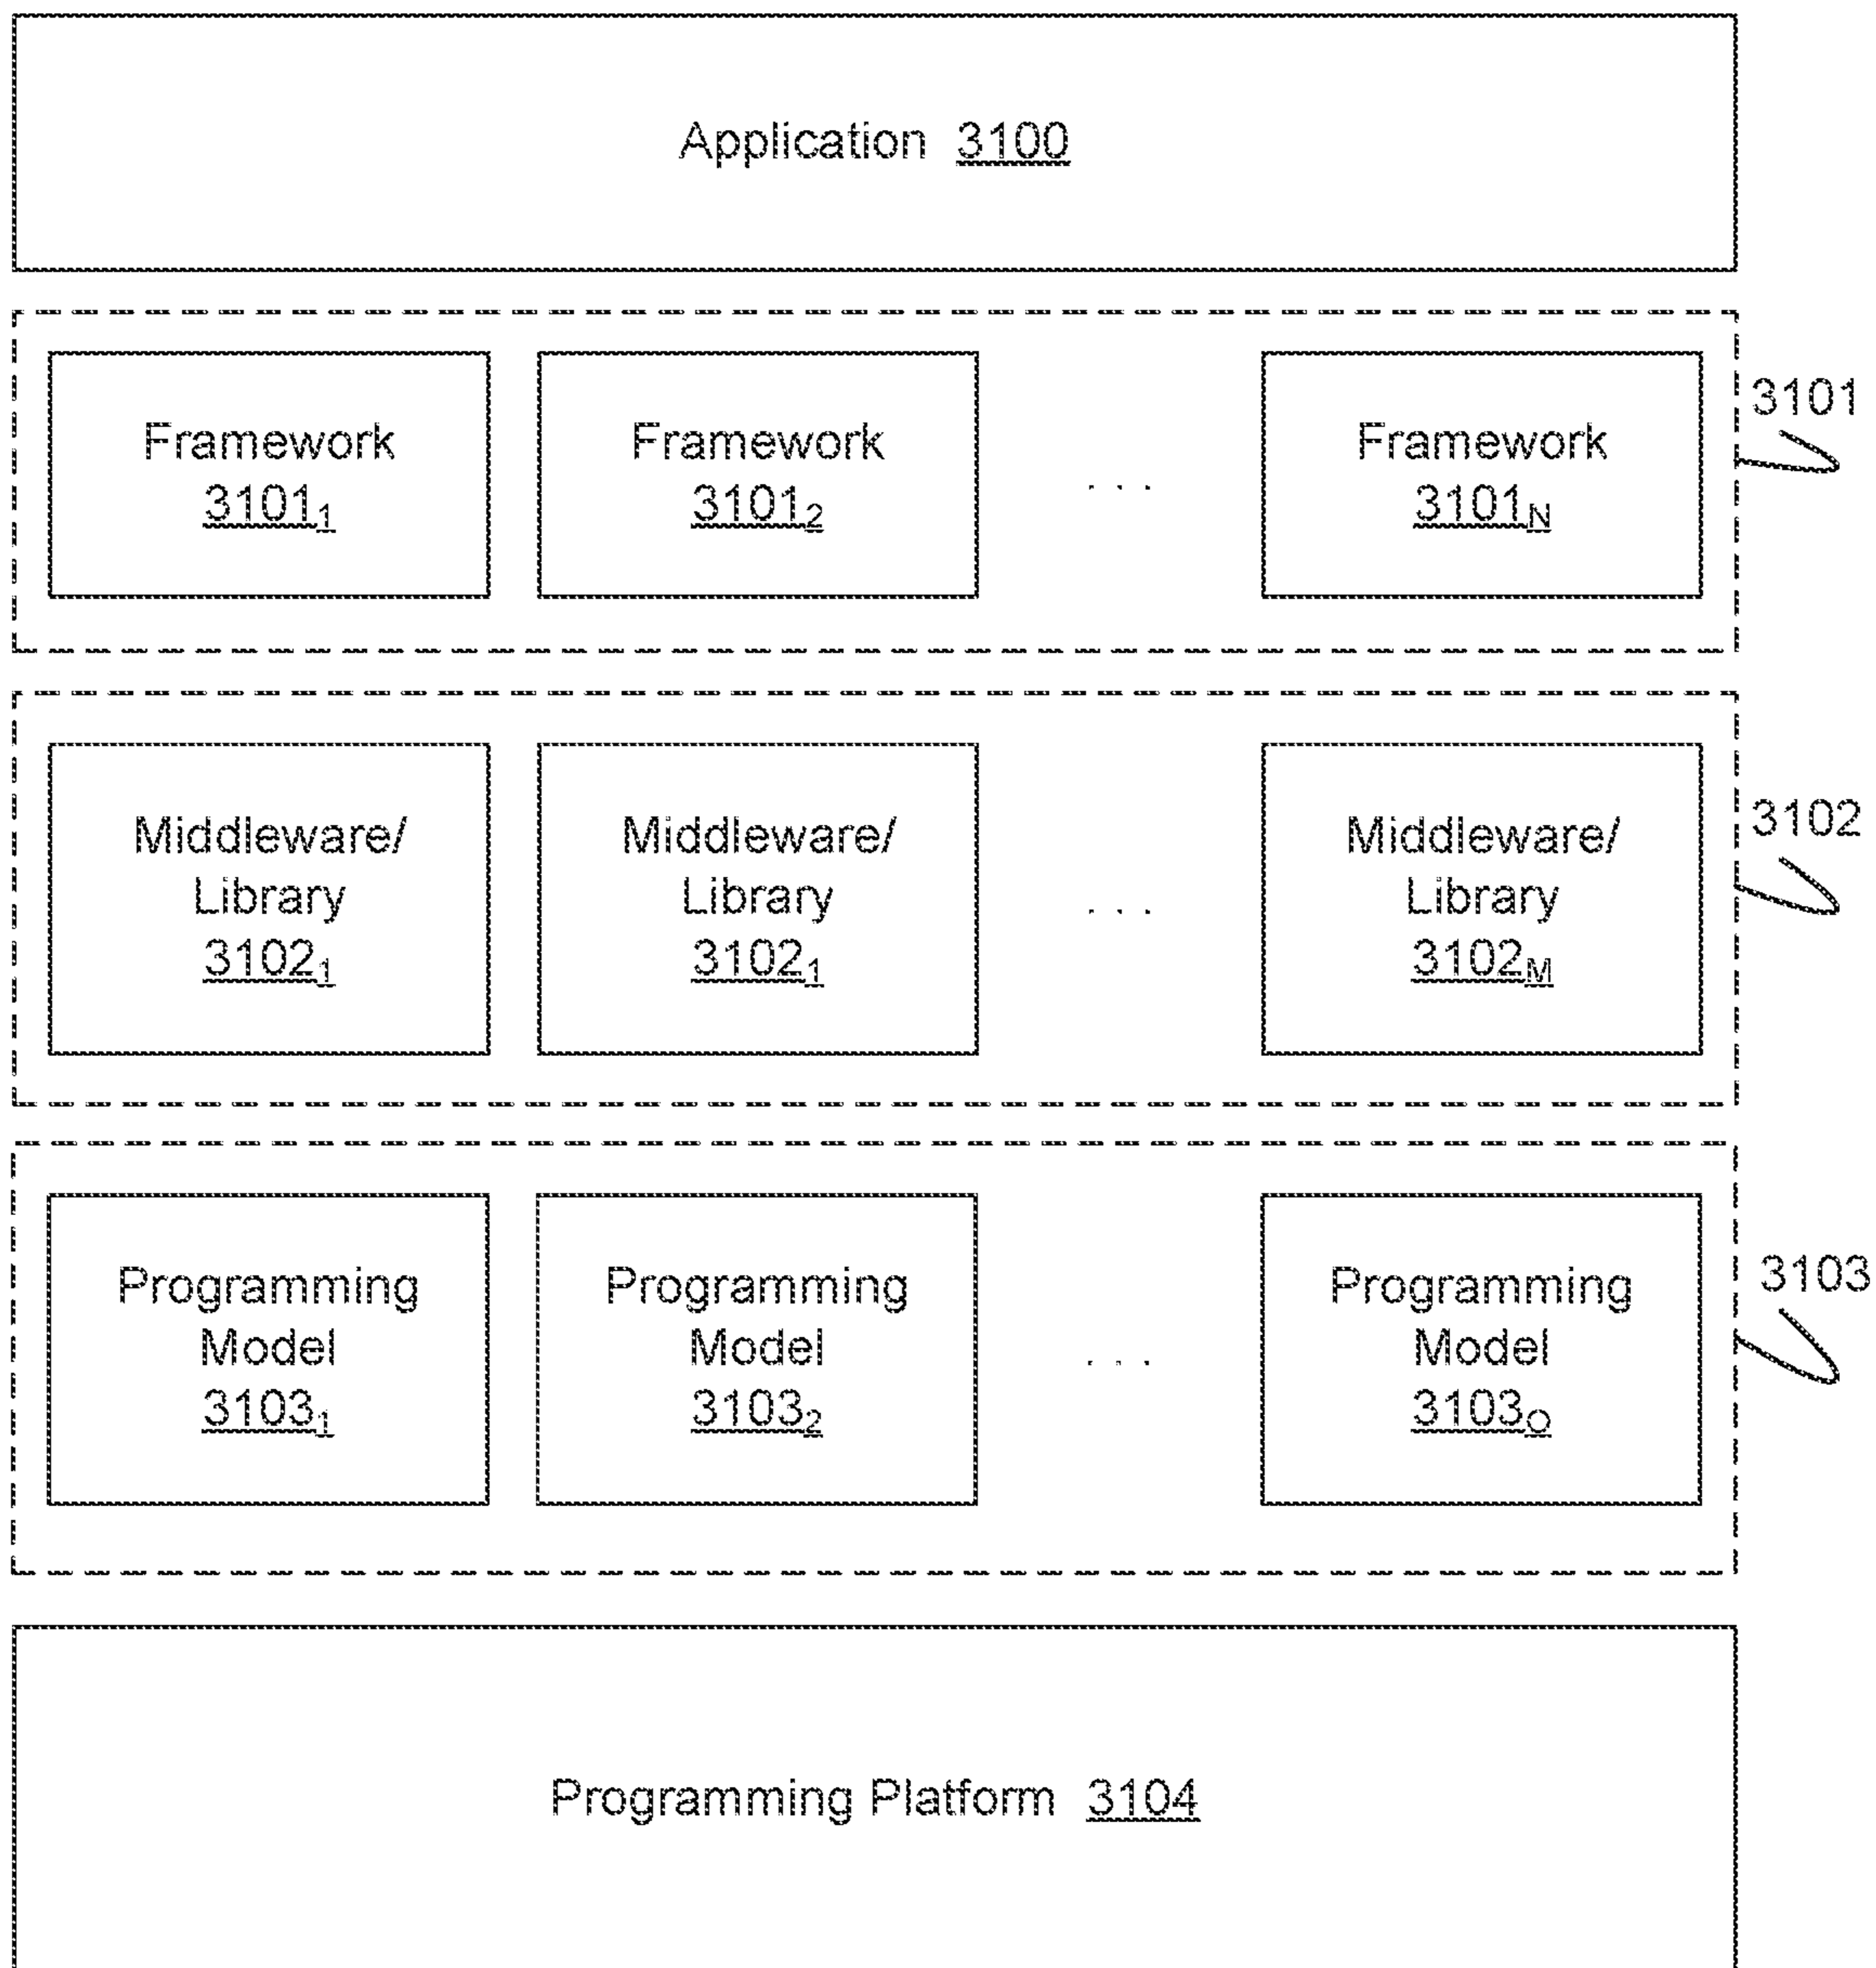 Application 3100
Framework Framework Framework 3101
3101₁ 3101₂ . . . 3101N
Middleware/ Middleware/ Middleware/ 3102
Library Library . . . Library
3102₁ 3102₁ 3102M
Programming Programming Programming 3103
Model Model . . . Model
3103₁ 3103₂ 3103O
Programming Platform 3104